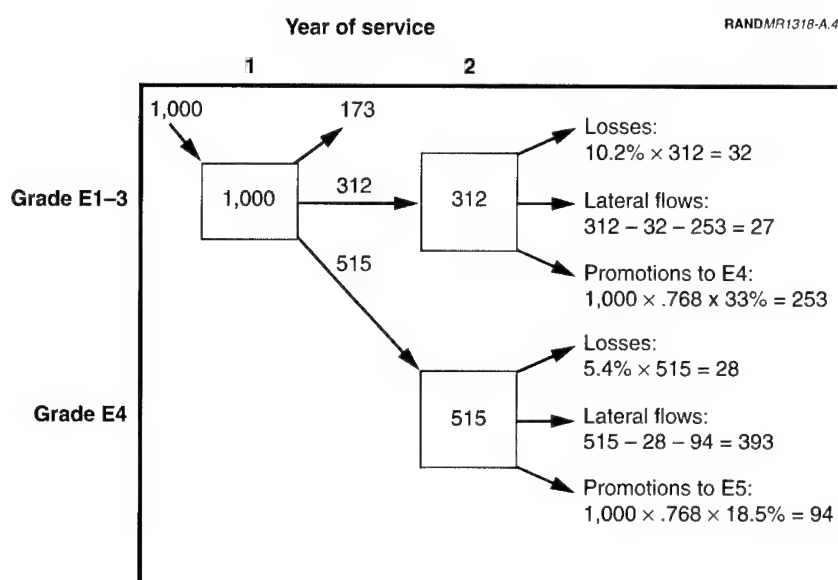 Year of service
RANDMR1318-A.4
1 2
1,000
173
Grade E1–3
1,000
312
515
312
Losses:
10.2% × 312 = 32
Lateral flows:
312 – 32 – 253 = 27
Promotions to E4:
1,000 × .768 x 33% = 253
Grade E4
515
Losses:
5.4% × 515 = 28
Lateral flows:
515 – 28 – 94 = 393
Promotions to E5:
1,000 × .768 × 18.5% = 94